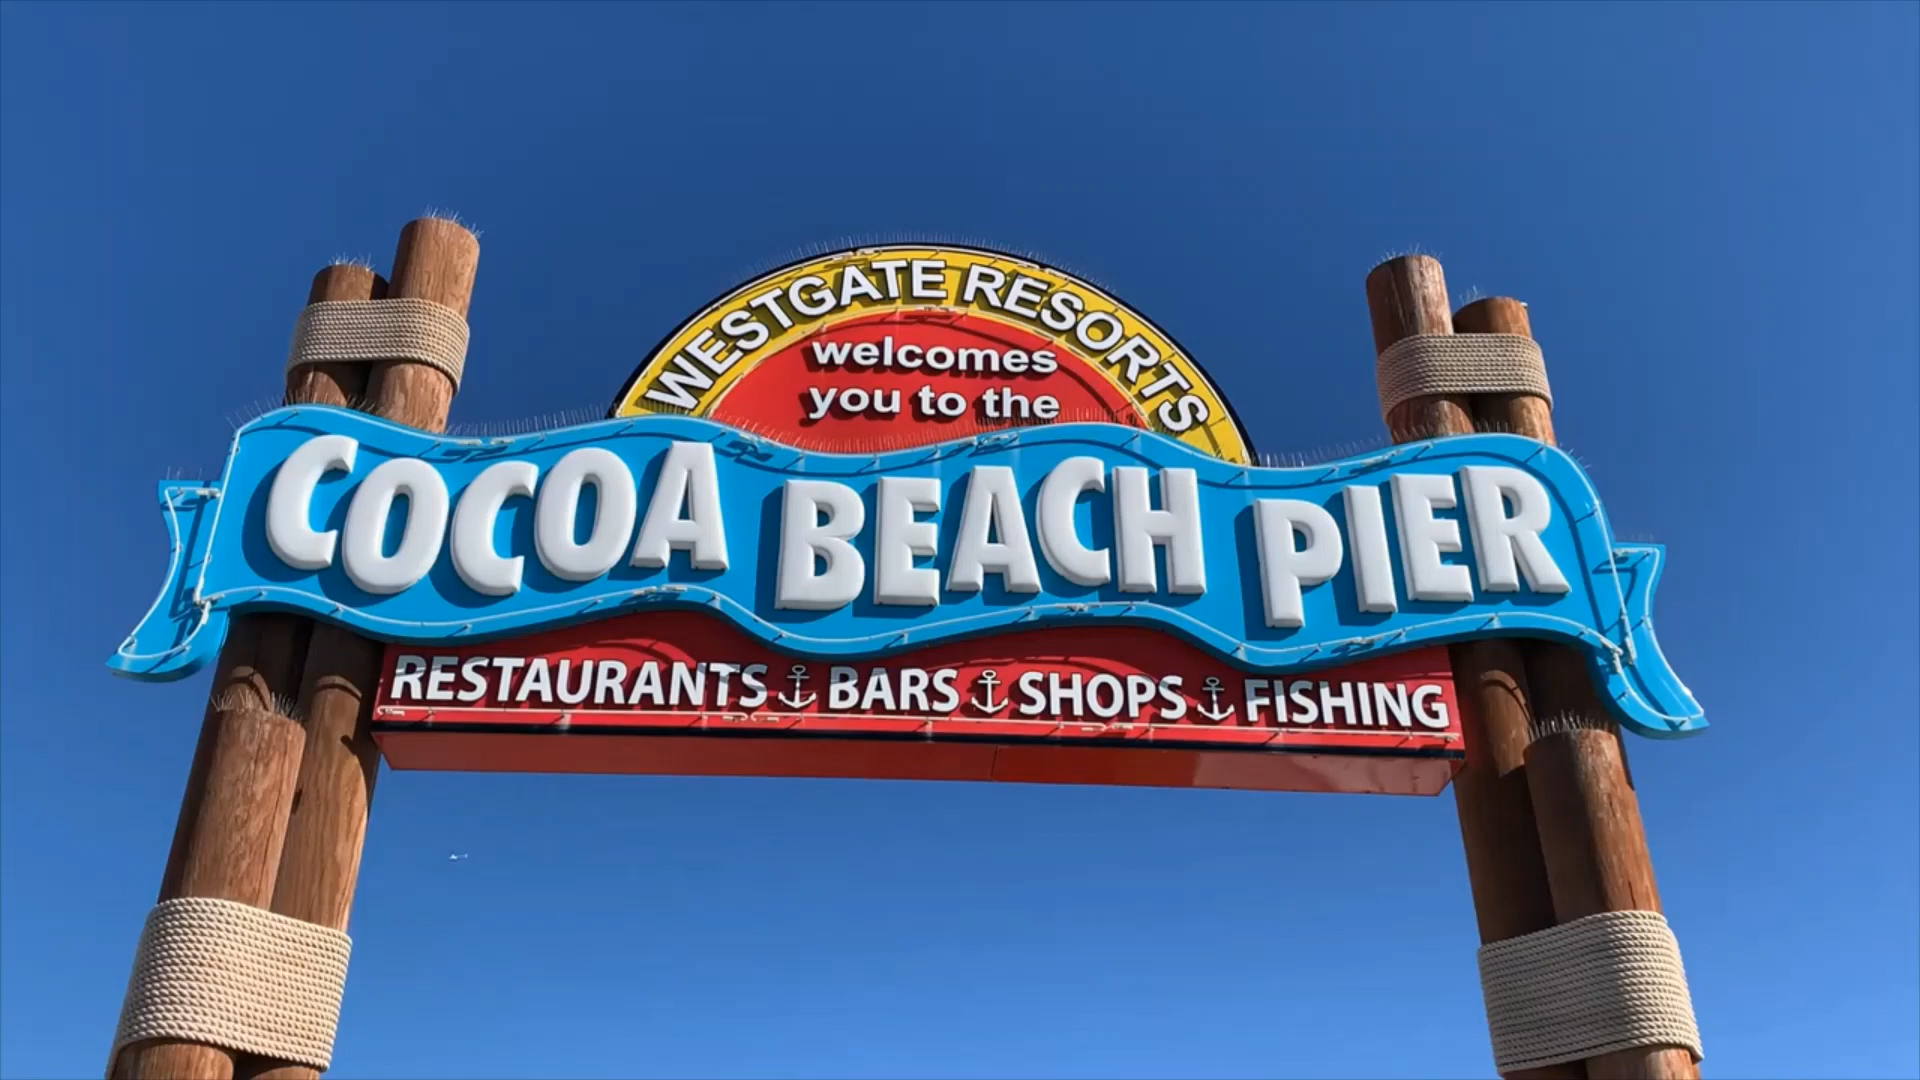 WESTGATE RESORTS
welcomes
you to the
COCOA BEACH PIER
RESTAURANTS BARS SHOPS FISHING